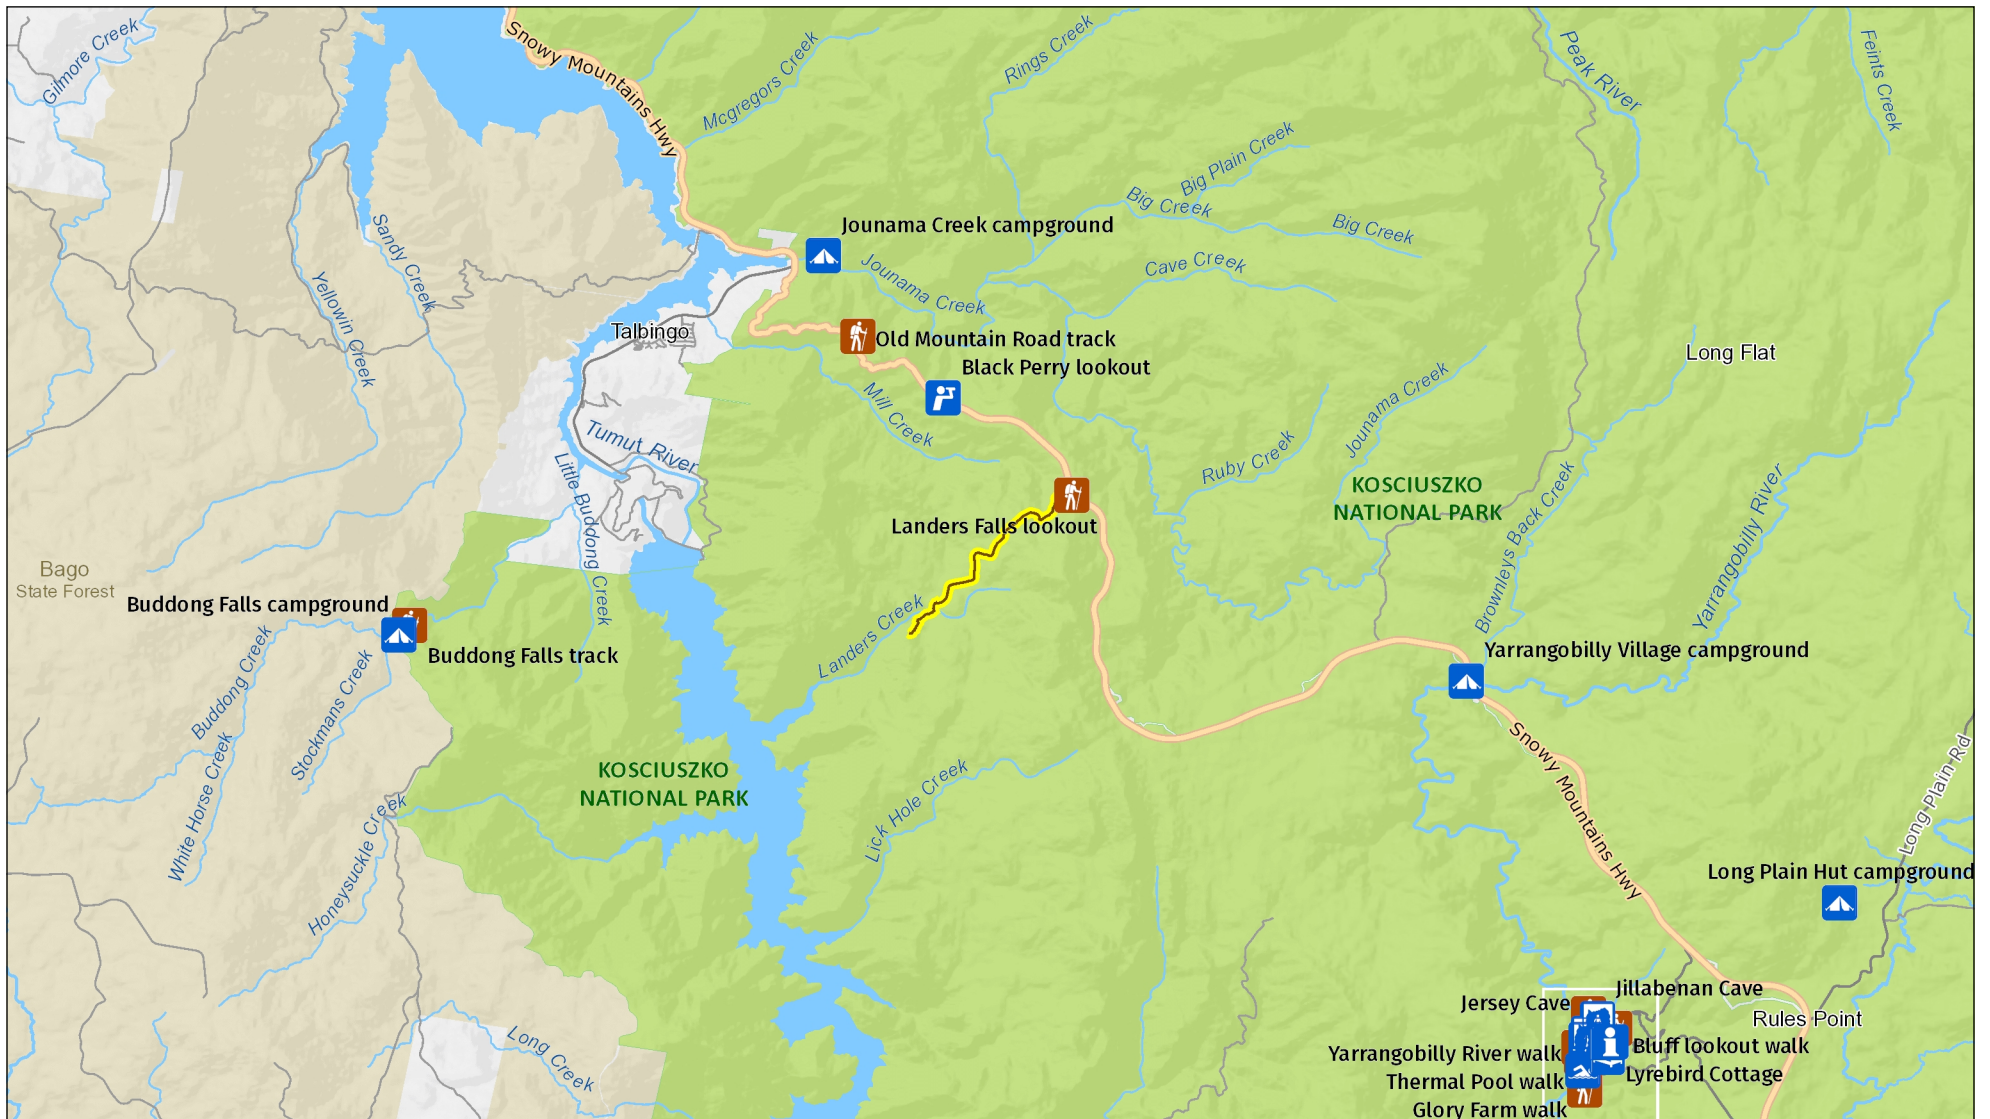 Gilmore Creek
Snowy Mountains Hwy
Mcgregors Creek
Rings Creek
Peak River
Feints Creek
Big Plain Creek
Big Creek
Big Creek
Jounama Creek campground
Sandy Creek
Cave Creek
Jounama Creek
Yellowin Creek
Talbingo
Old Mountain Road track
Long Flat
Black Perry lookout
Mill Creek
Jounama Creek
Tumut River
Ruby Creek
Little Buddong Creek
KOSCIUSZKO
NATIONAL PARK
Brownleys Back Creek
Yarrangobilly River
Landers Falls lookout
Bago
State Forest
Buddong Falls campground
Landers Creek
Buddong Falls track
Yarrangobilly Village campground
Buddong Creek
Stockmans Creek
White Horse Creek
KOSCIUSZKO
NATIONAL PARK
Snowy Mountains Hwy
Long Plain Rd
Lick Hole Creek
Honeysuckle Creek
Long Plain Hut campground
Jillabenan Cave
Jersey Cave
Rules Point
Long Creek
Bluff lookout walk
Yarrangobilly River walk
Lyrebird Cottage
Thermal Pool walk
Glory Farm walk